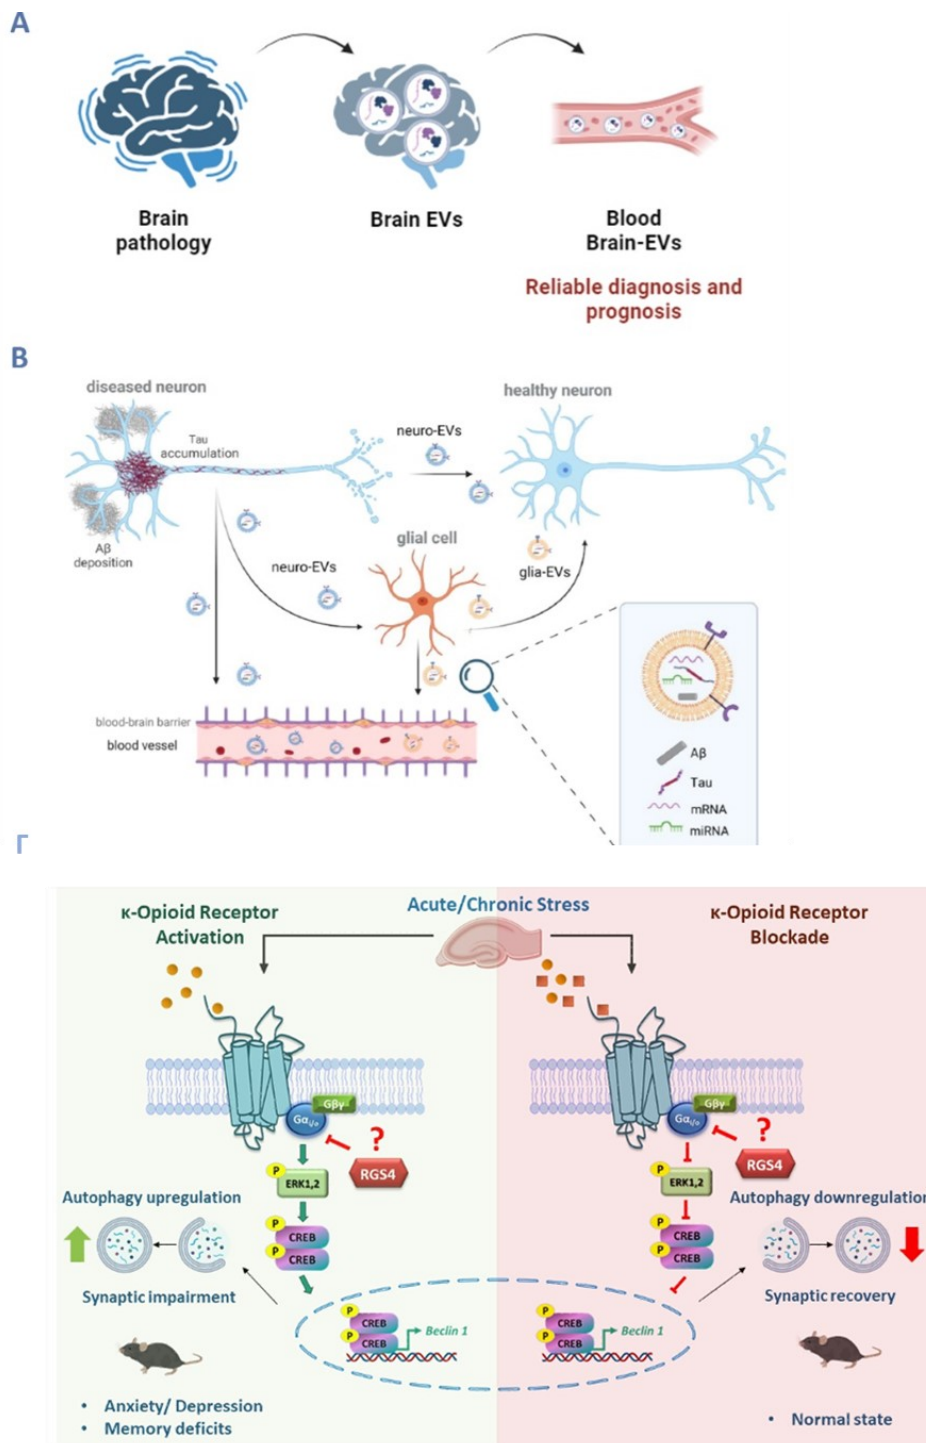 A
Brain
pathology
Brain EVs
Blood
Brain-EVs
Reliable diagnosis and
prognosis
B
diseased neuron
healthy neuron
Tau
accumulation
neuro-EVs
Aβ
deposition
neuro-EVs
glial cell
glia-EVs
blood-brain barrier
blood vessel
Aβ
Tau
mRNA
miRNA
Γ
κ-Opioid Receptor
Activation
Acute/Chronic Stress
κ-Opioid Receptor
Blockade
Gβγ
Gαi/o
?
RGS4
P
ERK1,2
P
CREB
P
CREB
Autophagy upregulation
Synaptic impairment
P
CREB
P
CREB
Beclin 1
• Anxiety/ Depression
• Memory deficits
Gβγ
Gαi/o
?
RGS4
P
ERK1,2
P
CREB
P
CREB
Autophagy downregulation
Synaptic recovery
P
CREB
P
CREB
Beclin 1
• Normal state